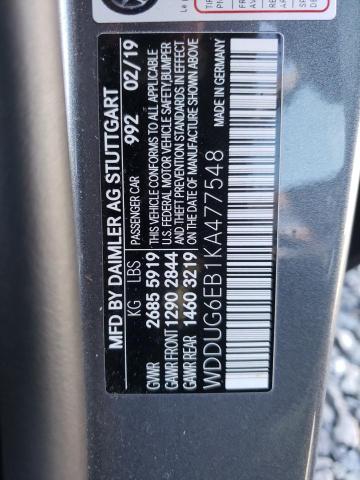 MFD BY DAIMLER AG STUTTGART
KG LBS PASSENGER CAR 992 02/19
GVWR 2685 5919 THIS VEHICLE CONFORMS TO ALL APPLICABLE
GAWR FRONT 1290 2844 U.S. FEDERAL MOTOR VEHICLE SAFETY BUMPER AND
GAWR REAR 1460 3219 THEFT PREVENTION STANDARDS IN EFFECT
ON THE DATE OF MANUFACTURE SHOWN ABOVE.
WDDUG6EB1KA477548 MADE IN GERMANY